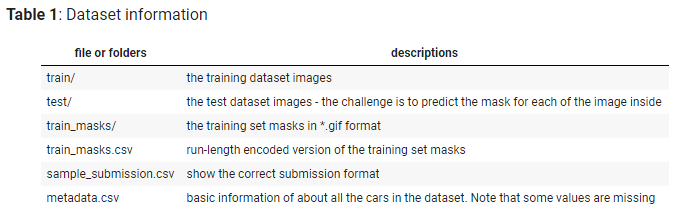 Table 1: Dataset information
file or folders descriptions
train/ the training dataset images
test/ the test dataset images - the challenge is to predict the mask for each of the image inside
train_masks/ the training set masks in *.gif format
train_masks.csv run-length encoded version of the training set masks
sample_submission.csv show the correct submission format
metadata.csv basic information of about all the cars in the dataset. Note that some values are missing